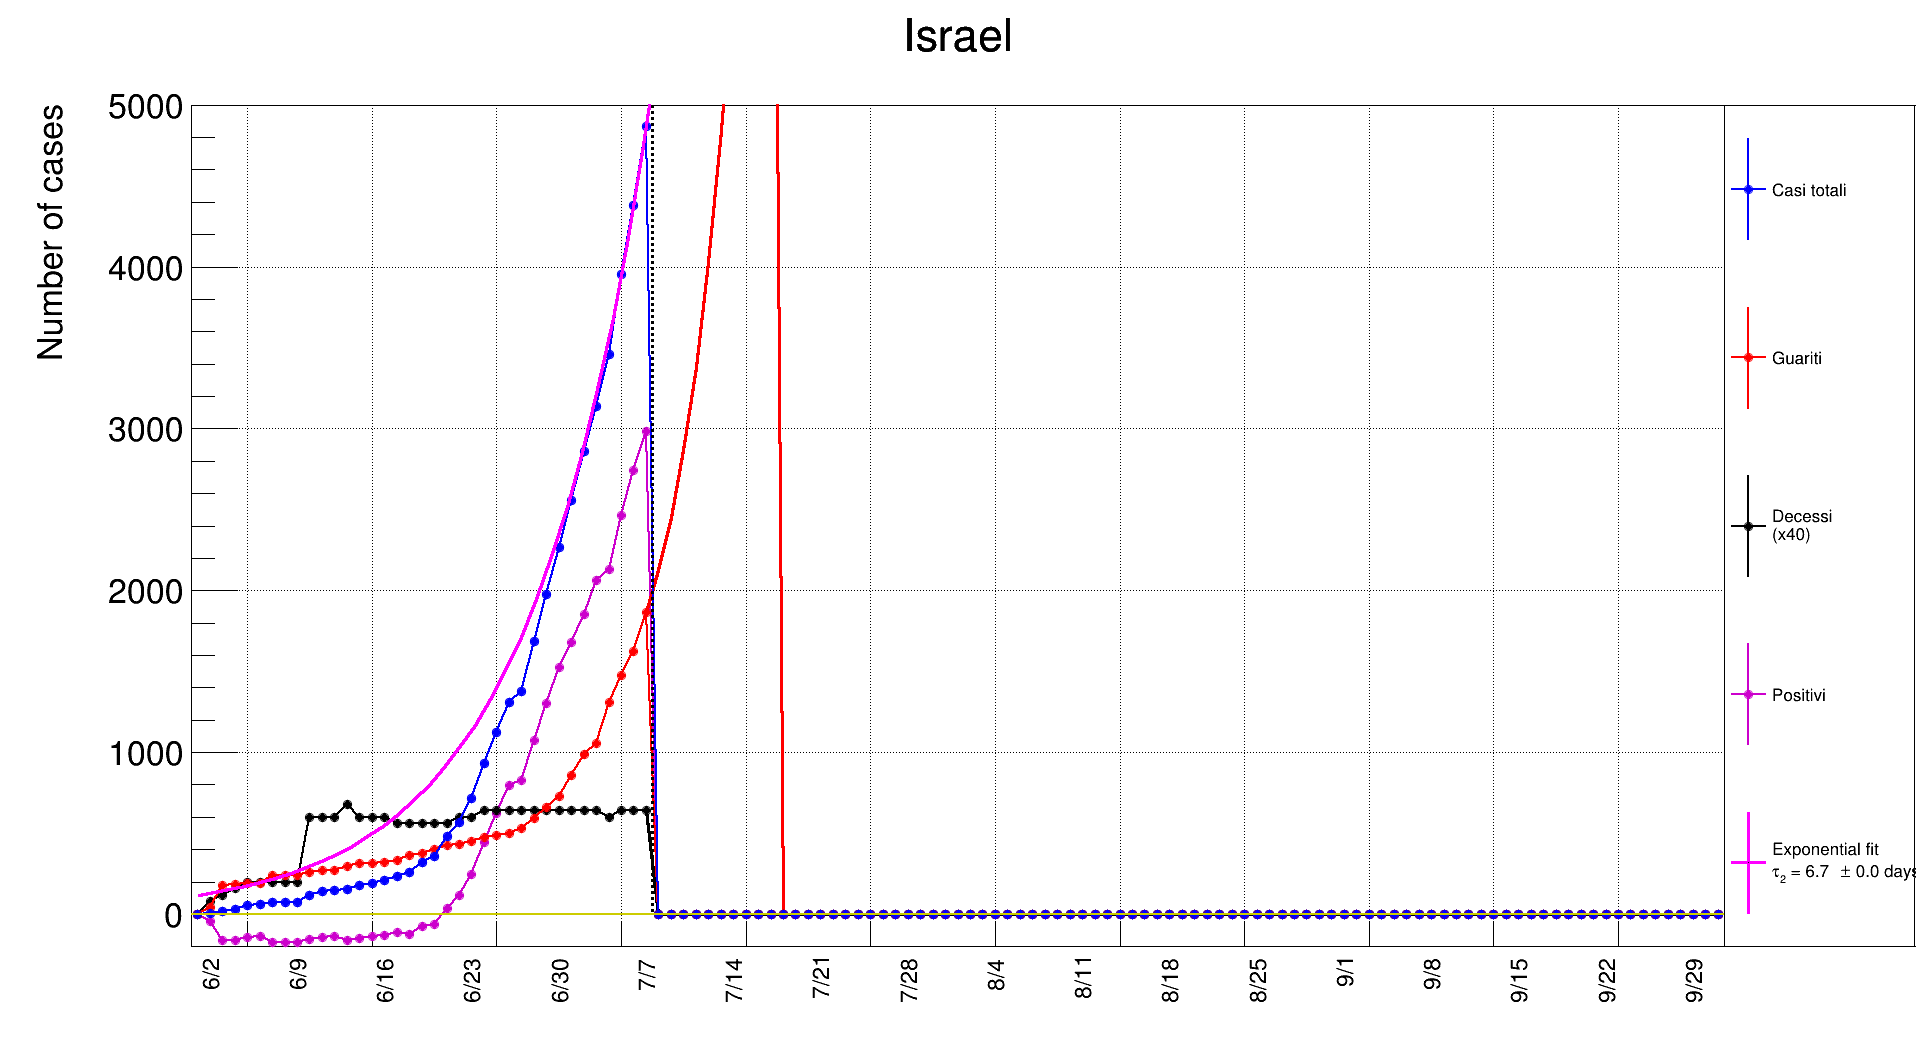 Israel
Number of cases
5000
4000
3000
2000
1000
0
6/2
6/9
6/16
6/23
6/30
7/7
7/14
7/21
7/28
8/4
8/11
8/18
8/25
9/1
9/8
9/15
9/22
9/29
Casi totali
Guariti
Decessi
(x40)
Positivi
Exponential fit
τ2 = 6.7 ± 0.0 days